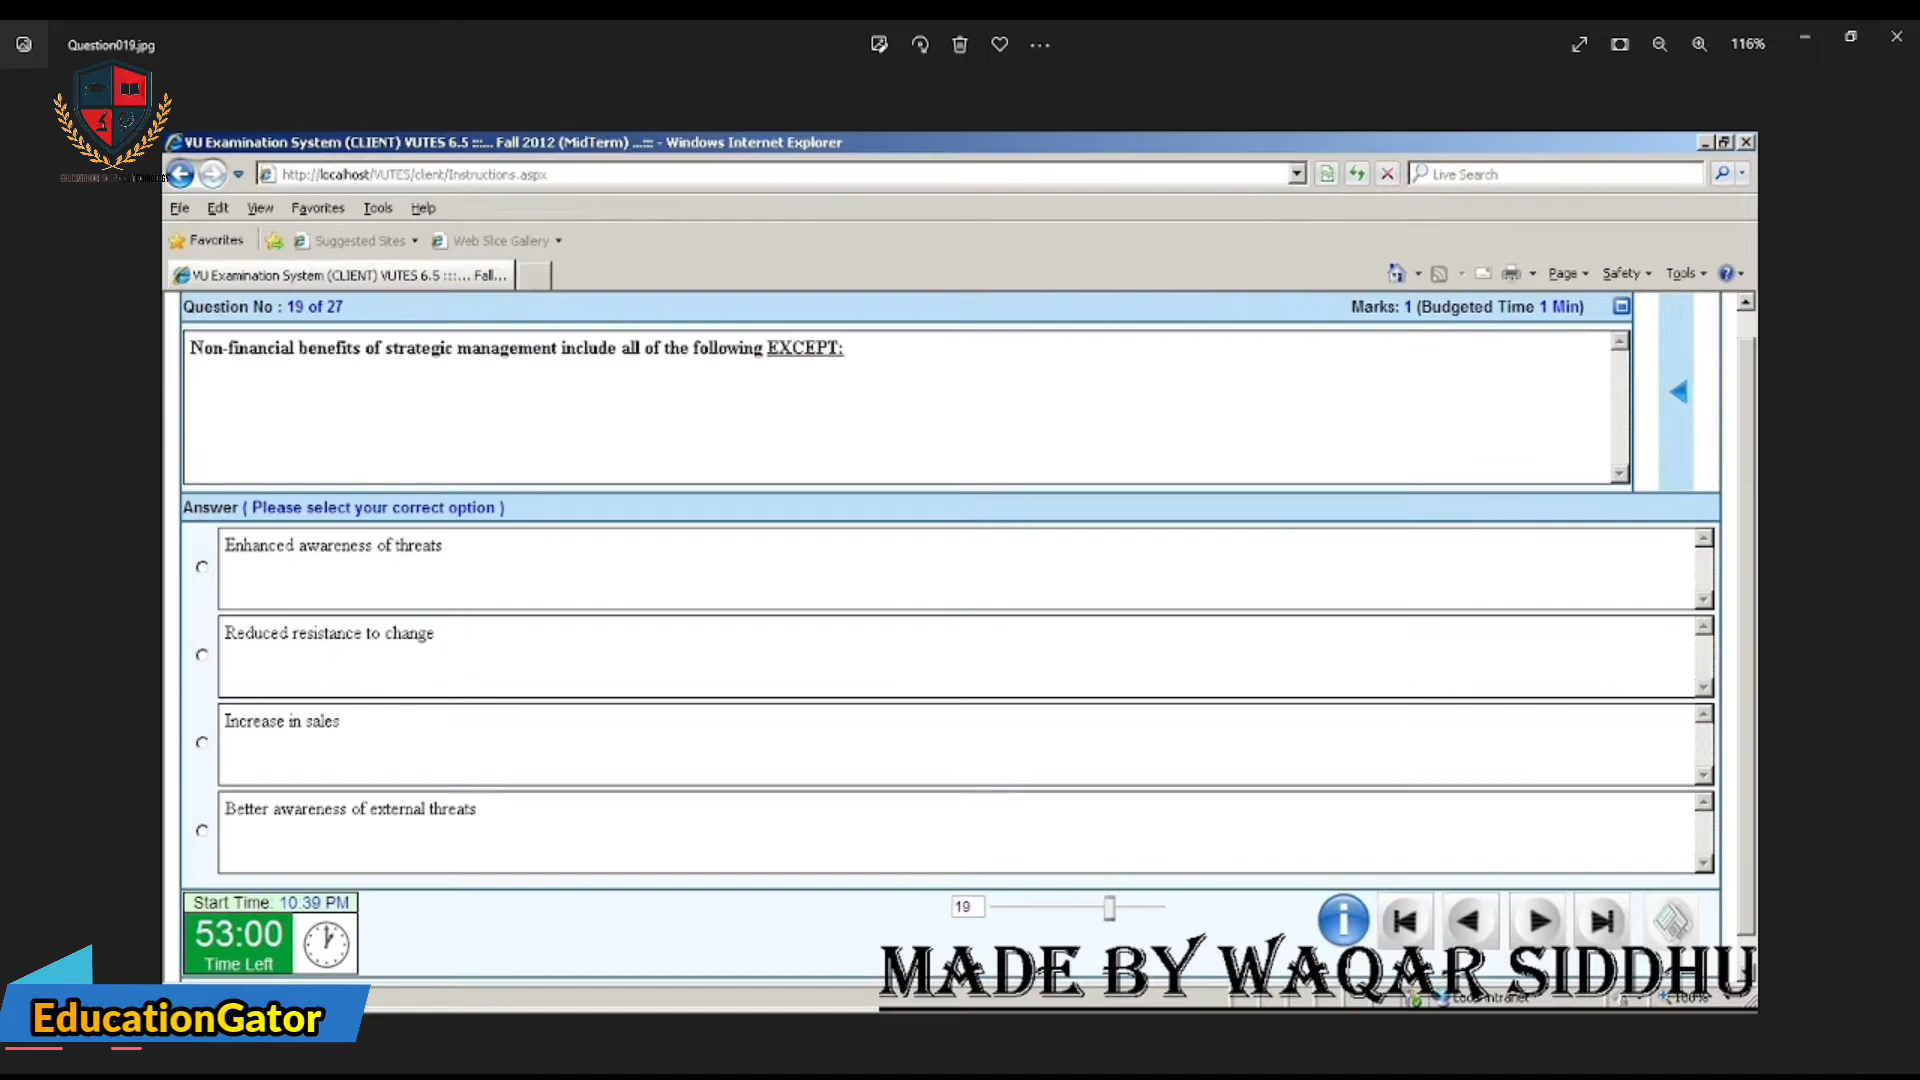 Question019.jpg
116%
VU Examination System (CLIENT) VUTES 6.5 :::... Fall 2012 (MidTerm) ...::: - Windows Internet Explorer
http://localhost/VUTES/client/Instructions.aspx
Live Search
File Edit View Favorites Tools Help
Favorites Suggested Sites Web Slice Gallery
VU Examination System (CLIENT) VUTES 6.5 :::... Fall...
Page Safety Tools
Question No : 19 of 27
Marks: 1 (Budgeted Time 1 Min)
Non-financial benefits of strategic management include all of the following EXCEPT:
Answer ( Please select your correct option )
Enhanced awareness of threats
Reduced resistance to change
Increase in sales
Better awareness of external threats
Start Time: 10.39 PM
53:00
Time Left
19
MADE BY WAQAR SIDDHU
100%
EducationGator